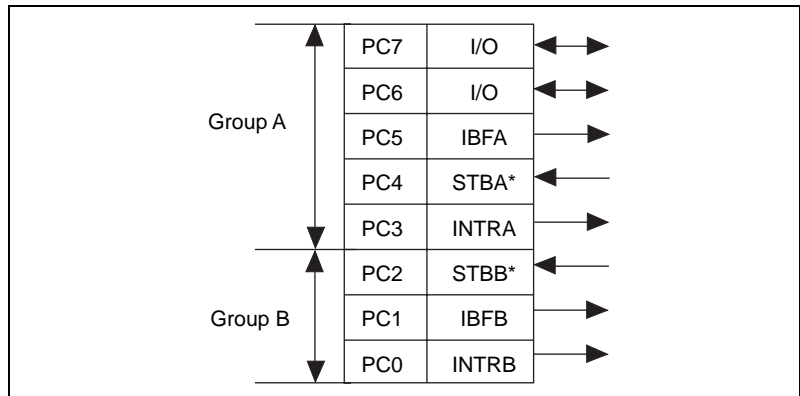 PC7 I/O
PC6 I/O
Group A
PC5 IBFA
PC4 STBA*
PC3 INTRA
PC2 STBB*
Group B
PC1 IBFB
PC0 INTRB